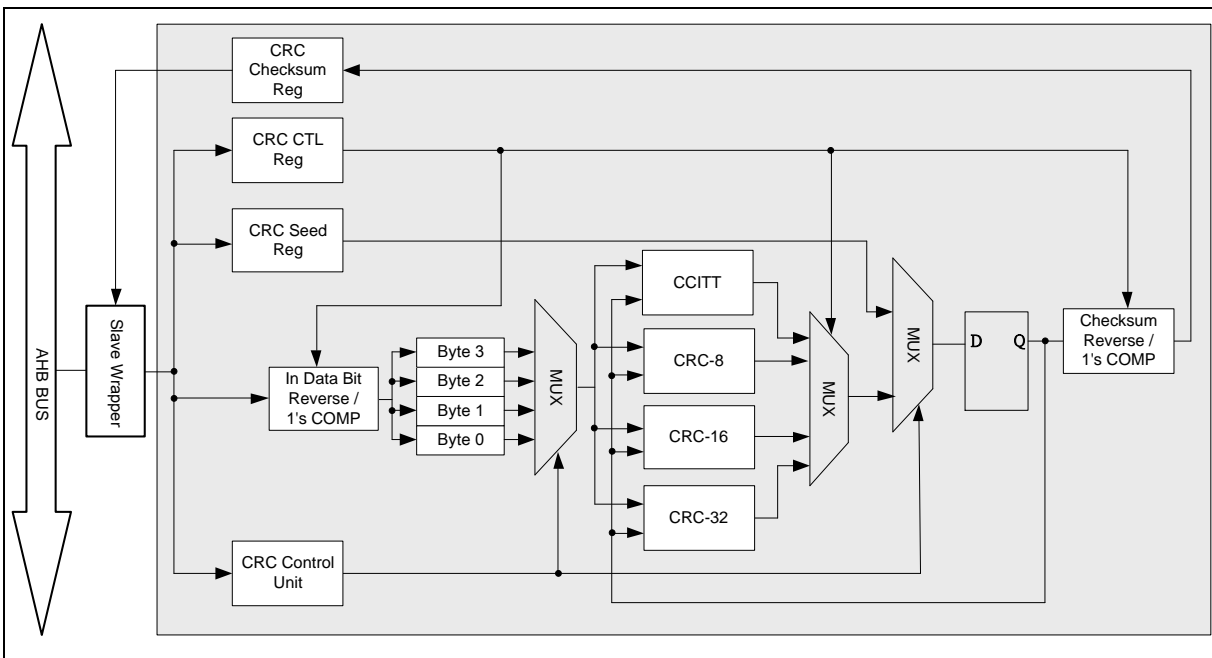 CRC
Checksum
Reg
CRC CTL
Reg
CRC Seed
Reg
AHB BUS
Slave Wrapper
In Data Bit
Reverse /
1's COMP
Byte 3
Byte 2
Byte 1
Byte 0
MUX
CCITT
CRC-8
CRC-16
CRC-32
MUX
MUX
D
Q
Checksum
Reverse /
1's COMP
CRC Control
Unit